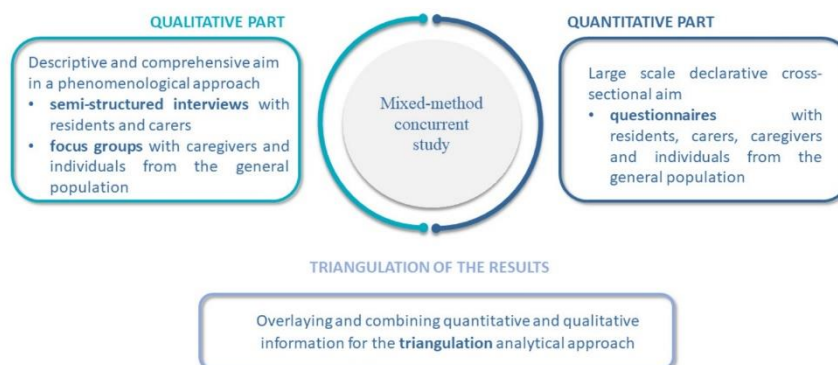 QUALITATIVE PART
Descriptive and comprehensive aim
in a phenomenological approach
• semi-structured interviews with
residents and carers
• focus groups with caregivers and
individuals from the general
population
Mixed-method
concurrent
study
QUANTITATIVE PART
Large scale declarative cross-
sectional aim
• questionnaires with
residents, carers, caregivers
and individuals from the
general population
TRIANGULATION OF THE RESULTS
Overlaying and combining quantitative and qualitative
information for the triangulation analytical approach